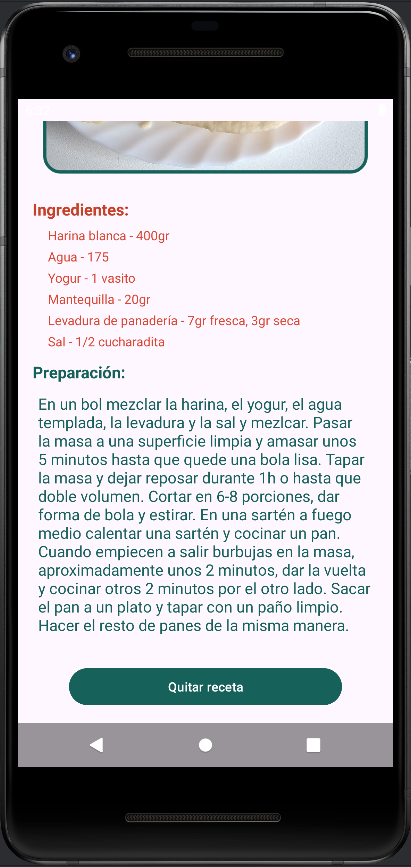 Ingredientes:
Harina blanca - 400gr
Agua - 175
Yogur - 1 vasito
Mantequilla - 20gr
Levadura de panadería - 7gr fresca, 3gr seca
Sal - 1/2 cucharadita
Preparación:
En un bol mezclar la harina, el yogur, el agua
templada, la levadura y la sal y mezlcar. Pasar
la masa a una superficie limpia y amasar unos
5 minutos hasta que quede una bola lisa. Tapar
la masa y dejar reposar durante 1h o hasta que
doble volumen. Cortar en 6-8 porciones, dar
forma de bola y estirar. En una sartén a fuego
medio calentar una sartén y cocinar un pan.
Cuando empiecen a salir burbujas en la masa,
aproximadamente unos 2 minutos, dar la vuelta
y cocinar otros 2 minutos por el otro lado. Sacar
el pan a un plato y tapar con un paño limpio.
Hacer el resto de panes de la misma manera.
Quitar receta